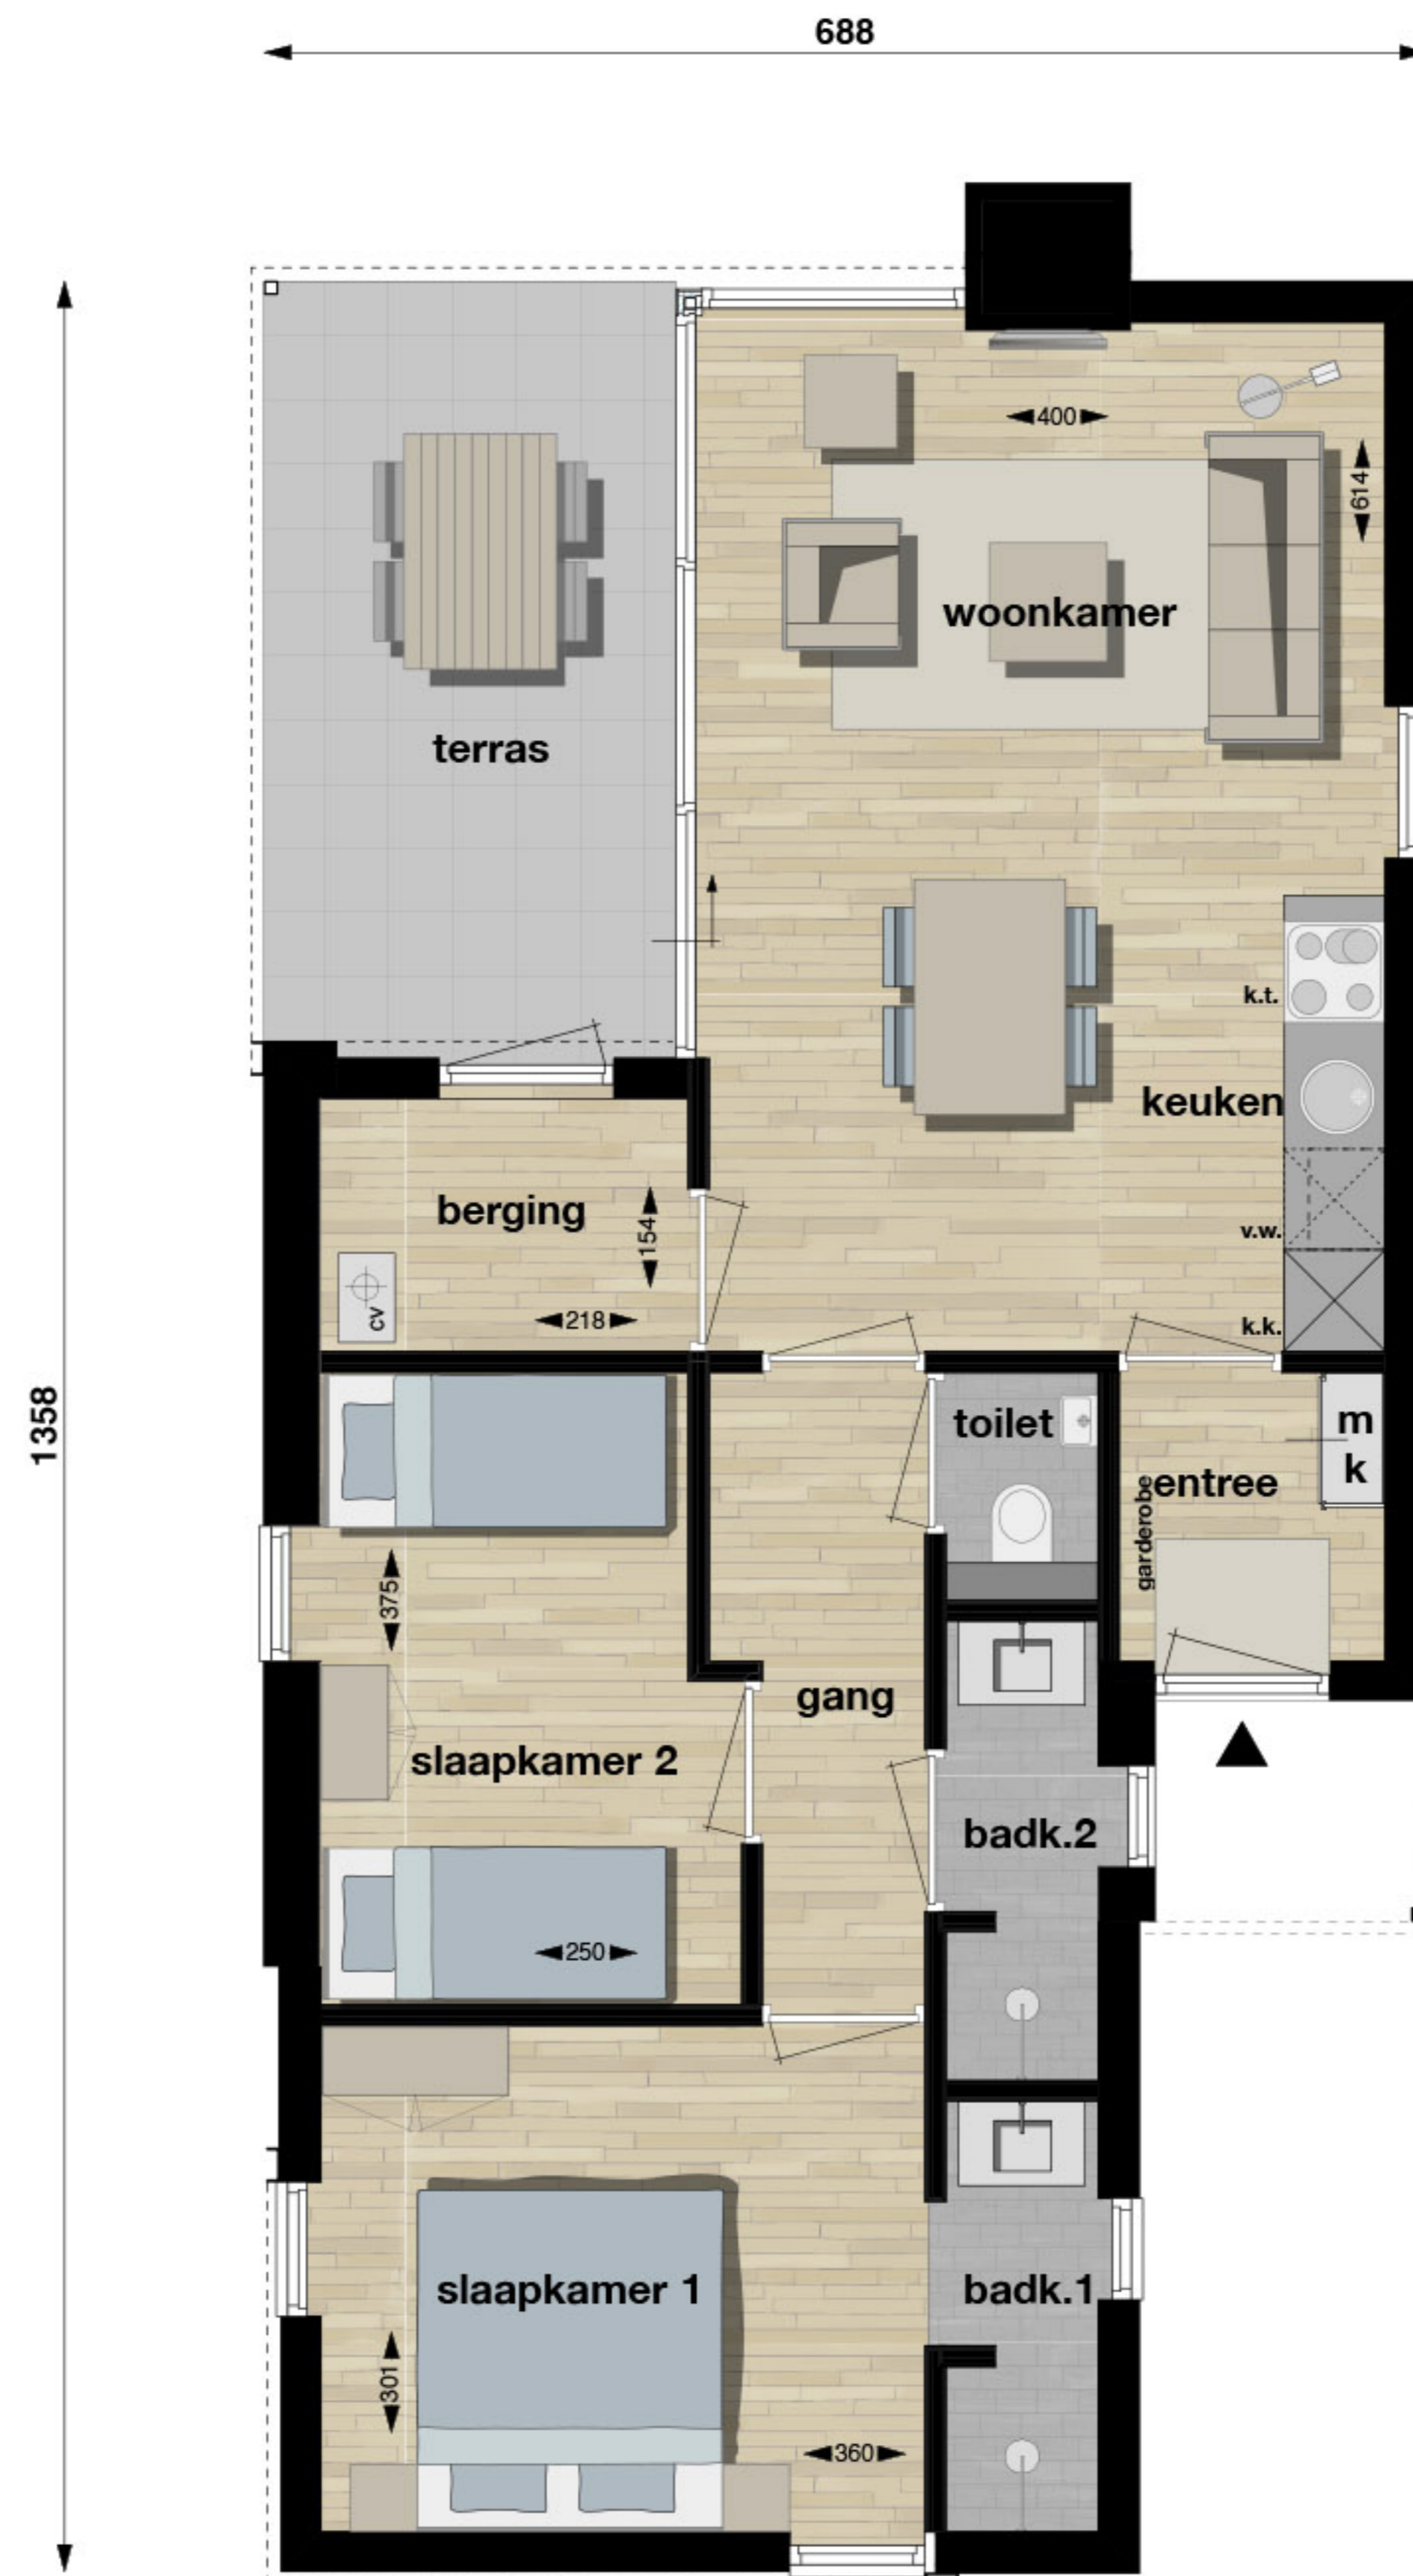 688
400
614
woonkamer
terras
k.t.
keuken
berging
154
v.w.
218
cv
k.k.
1358
toilet
m
k
entree
garderobe
375
gang
slaapkamer 2
badk.2
250
slaapkamer 1
badk.1
301
360